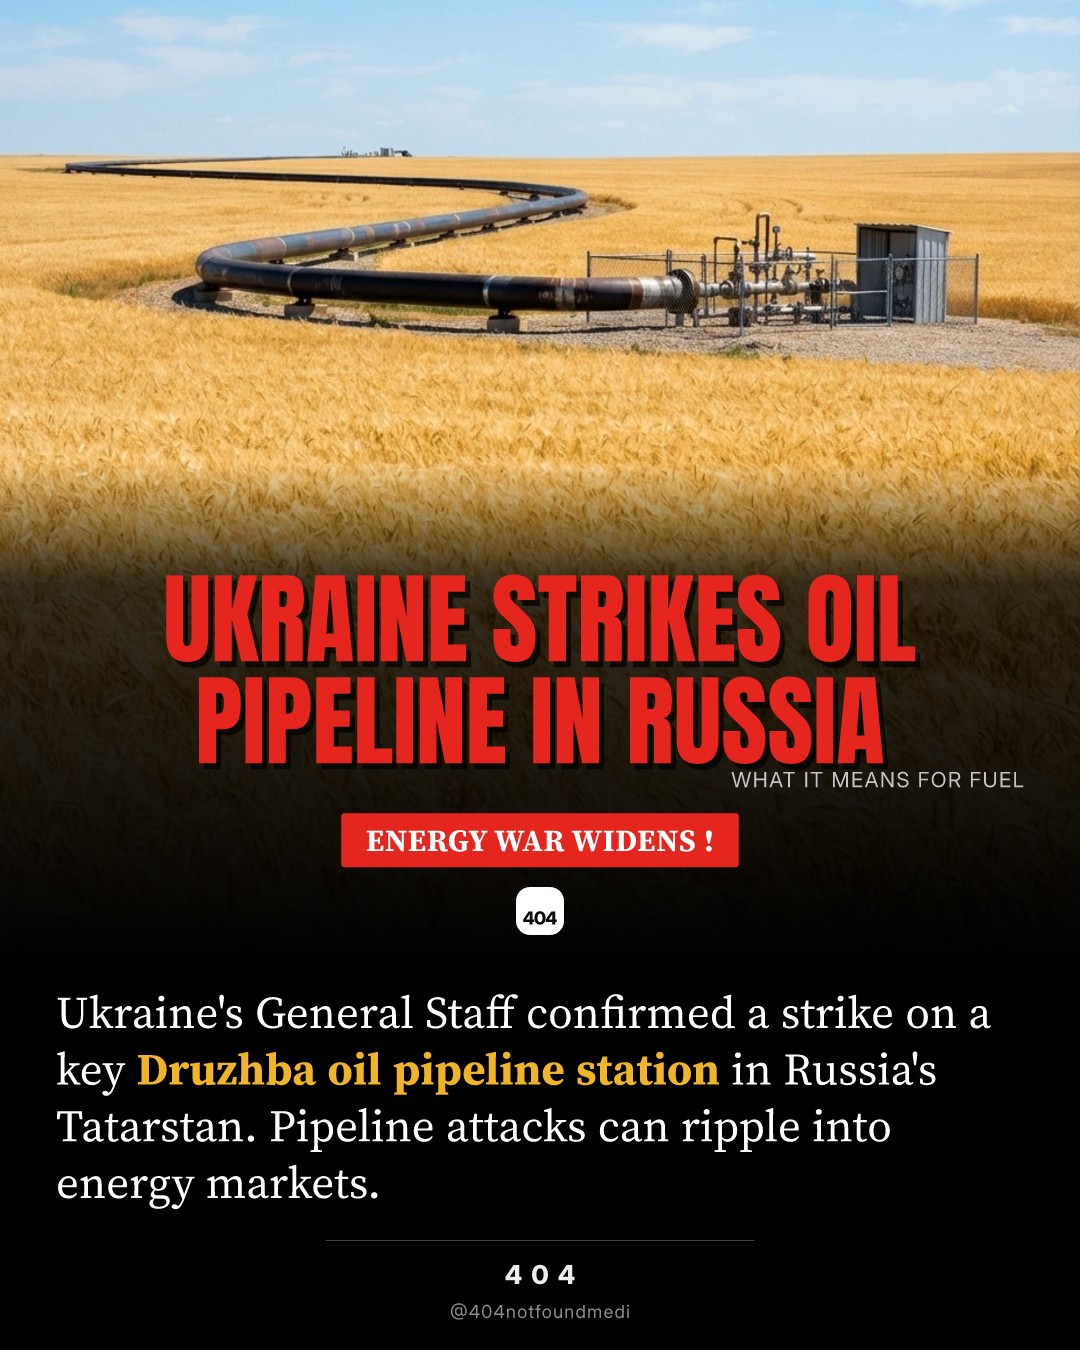 UKRAINE STRIKES OIL
PIPELINE IN RUSSIA
WHAT IT MEANS FOR FUEL
ENERGY WAR WIDENS !
404
Ukraine's General Staff confirmed a strike on a
key Druzhba oil pipeline station in Russia's
Tatarstan. Pipeline attacks can ripple into
energy markets.
404
@404notfoundmedi